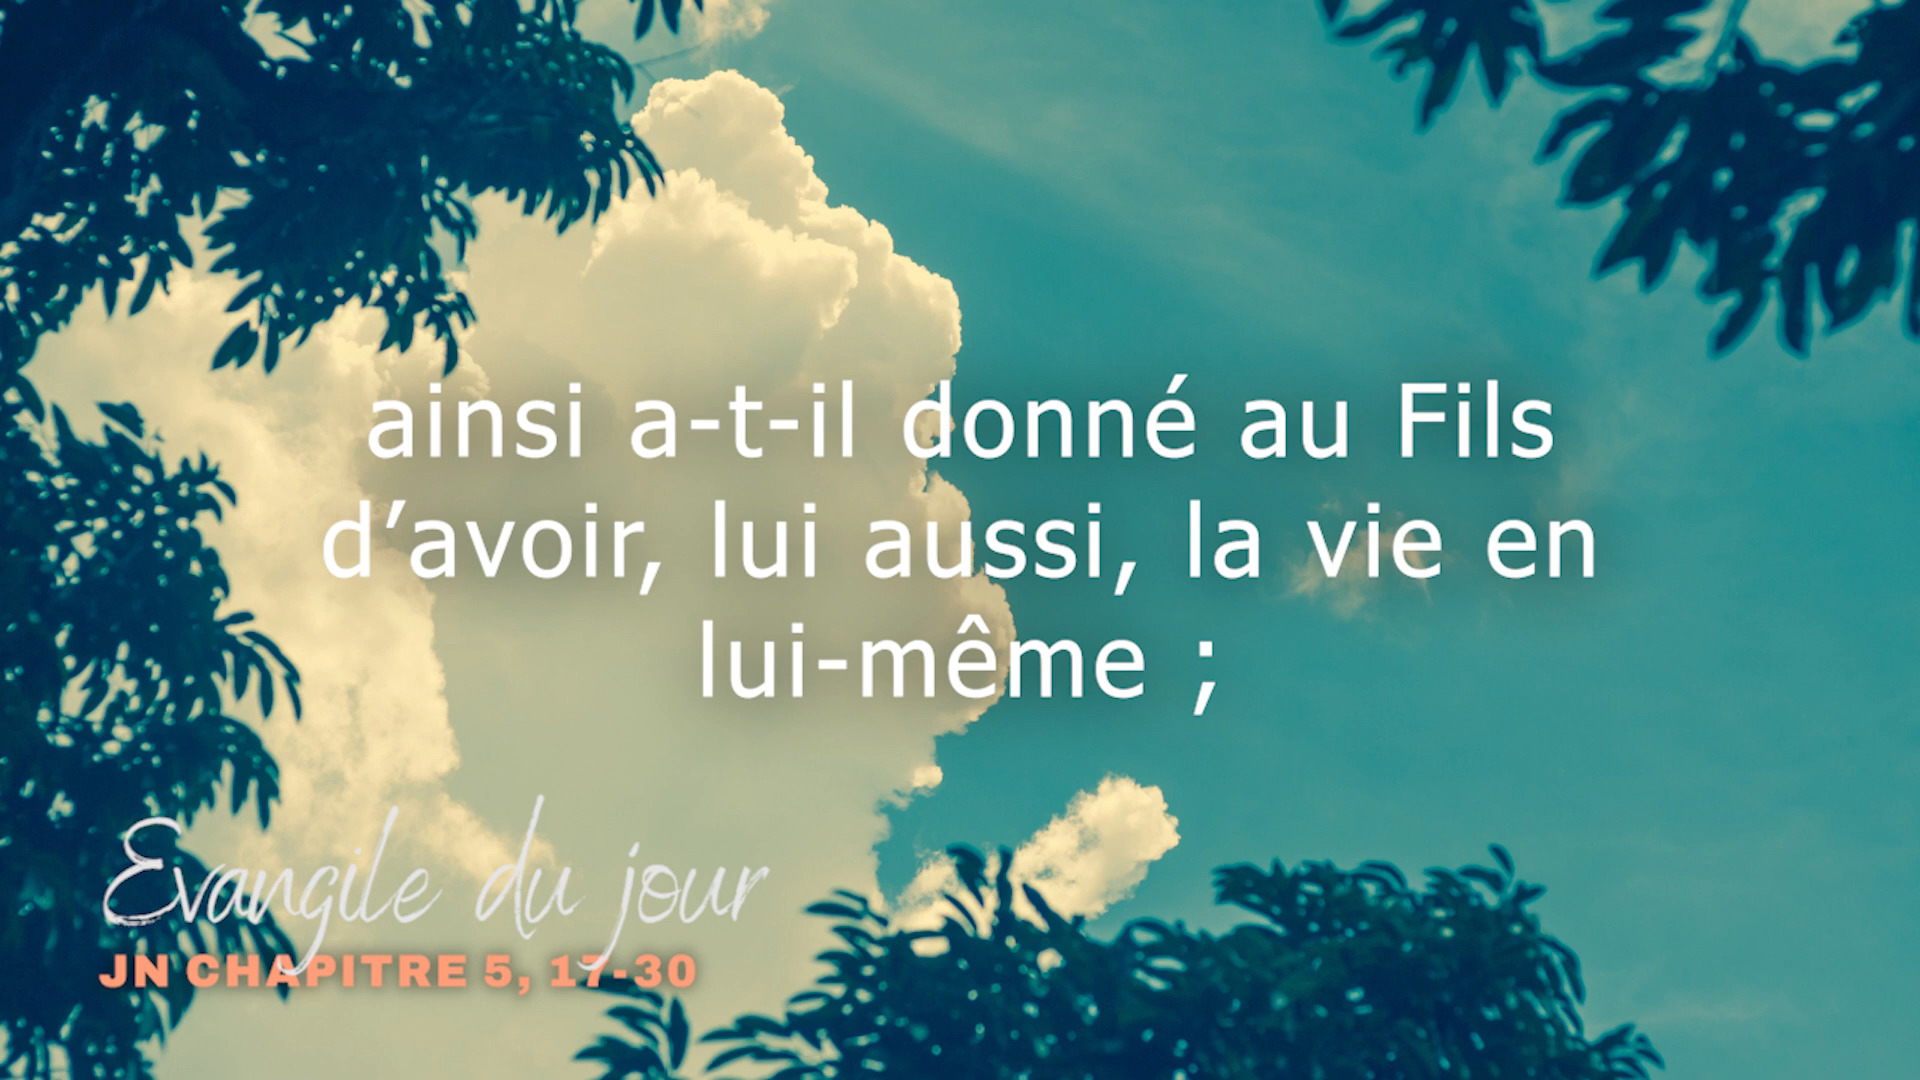 ainsi a-t-il donné au Fils
d’avoir, lui aussi, la vie en
lui-même ;
Evangile du jour
JN CHAPITRE 5, 17-30